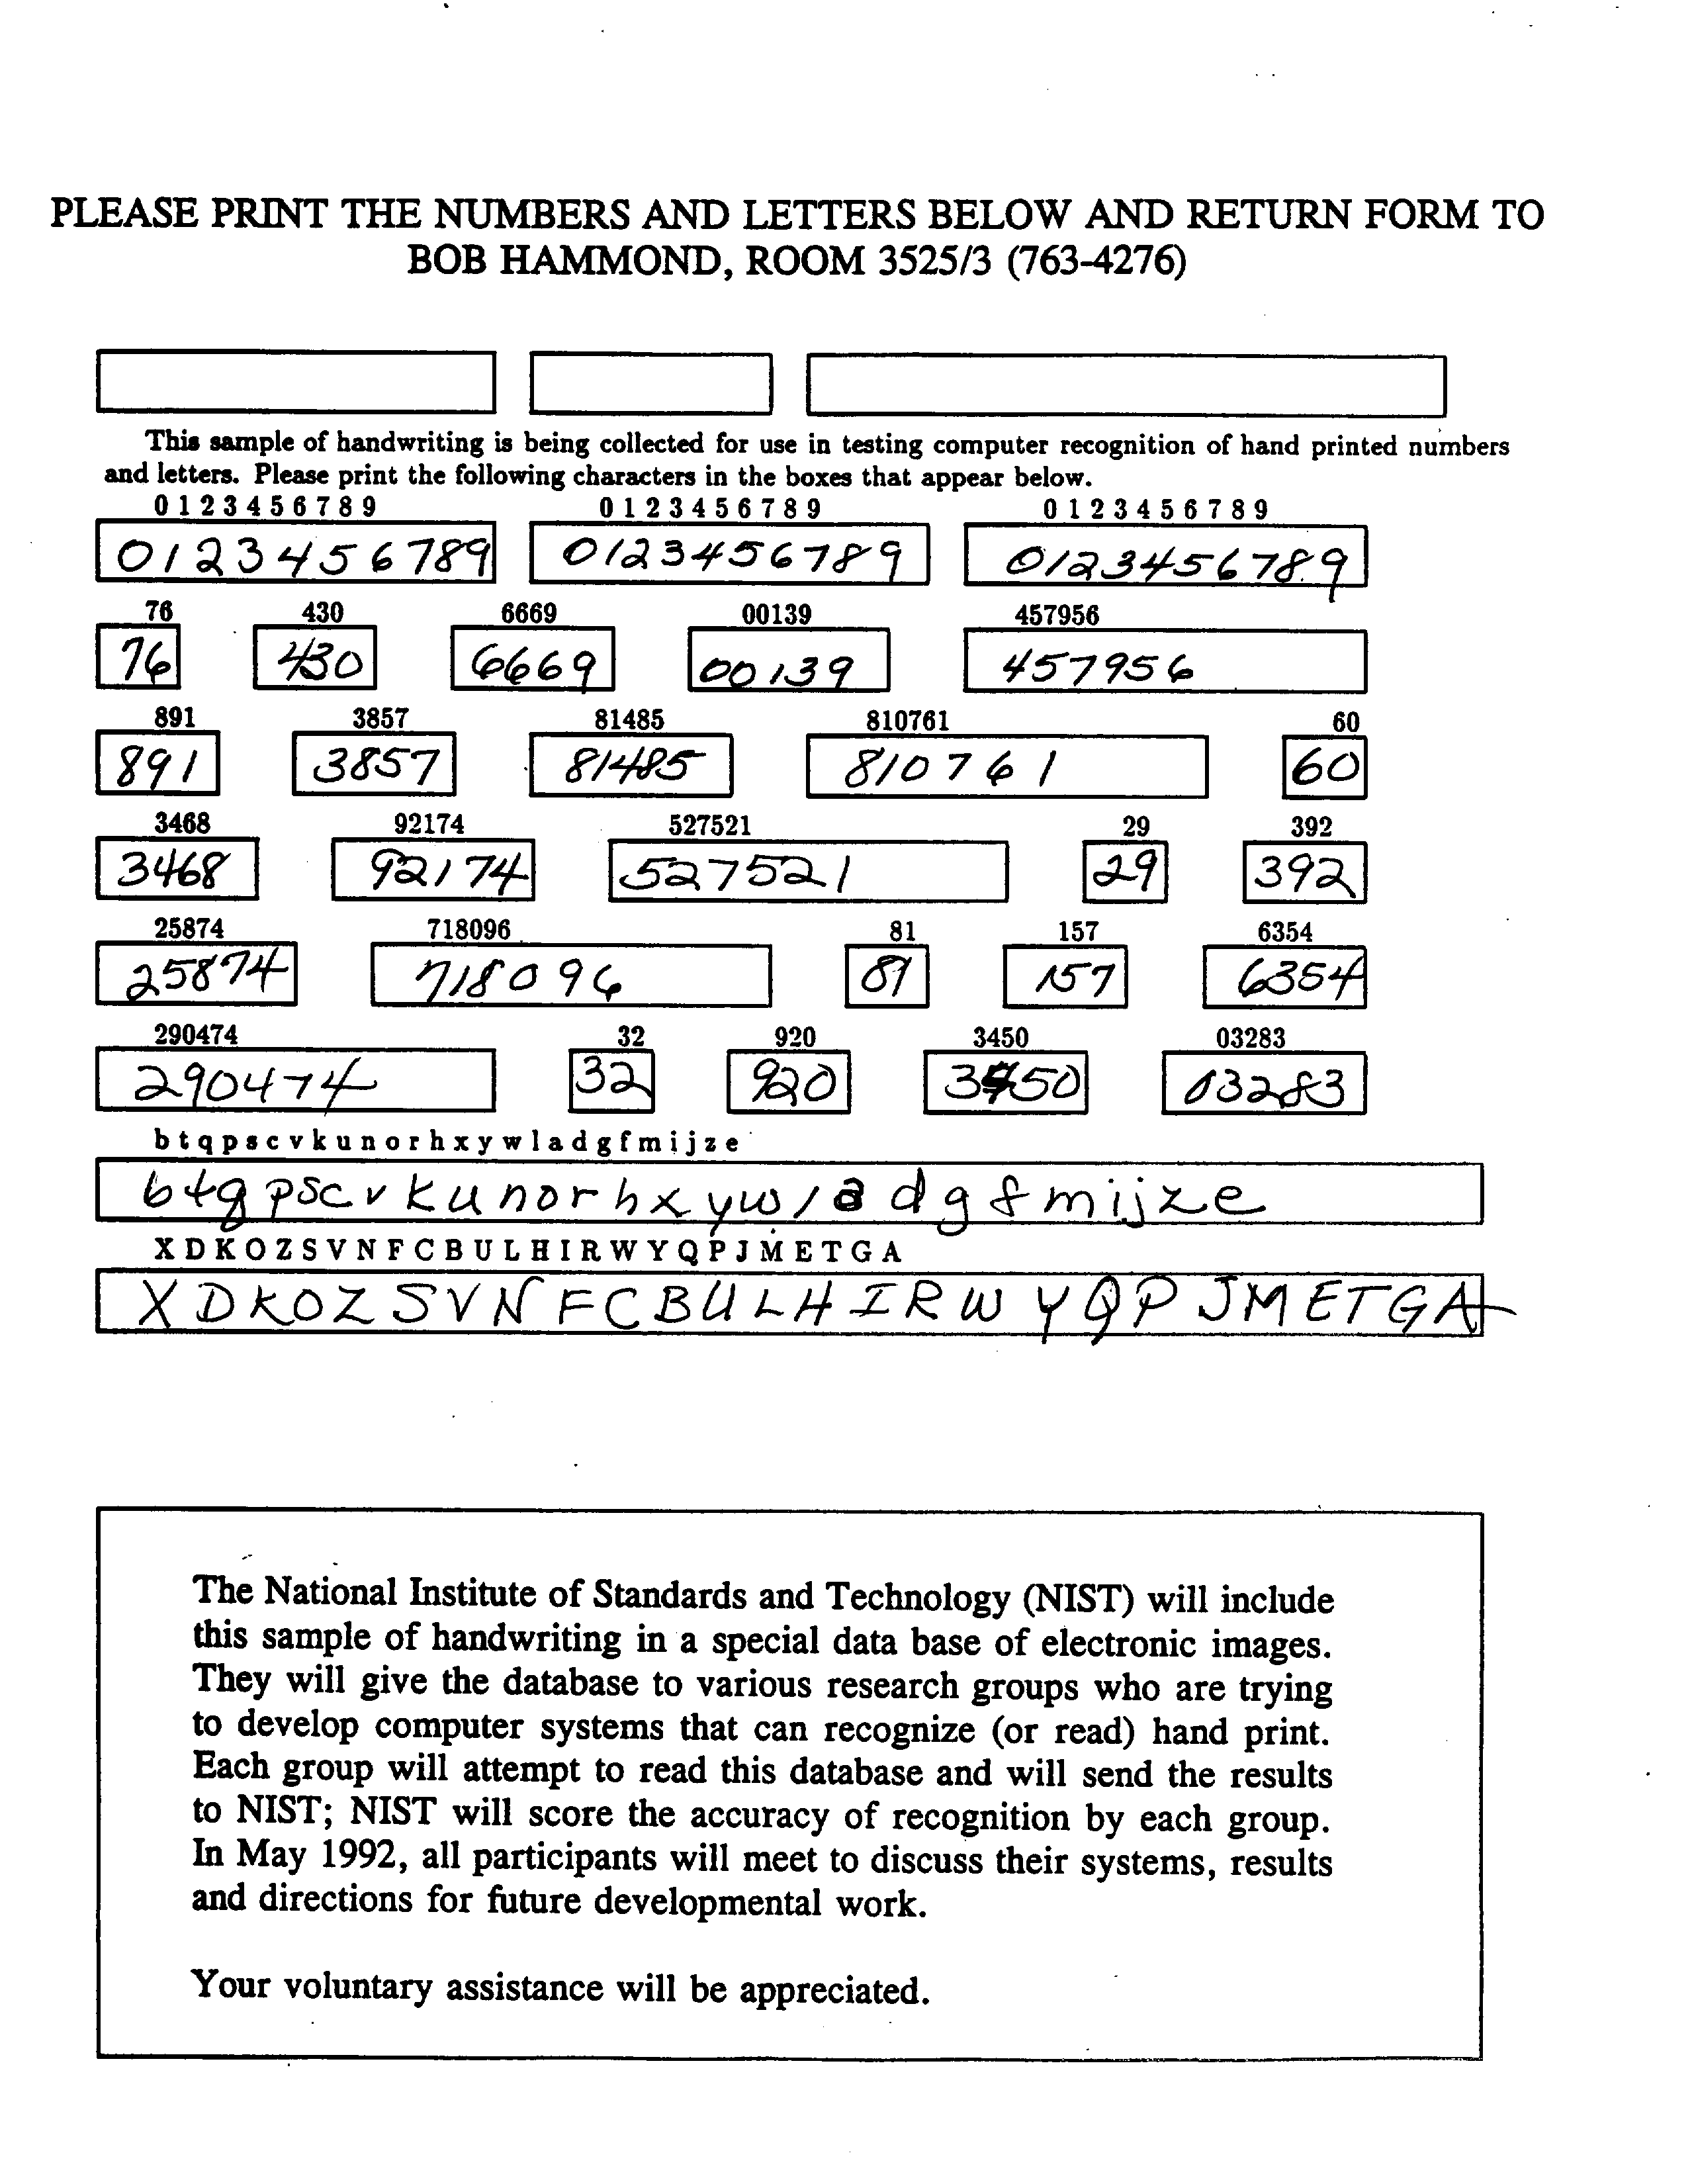 PLEASE PRINT THE NUMBERS AND LETTERS BELOW AND RETURN FORM TO
BOB HAMMOND, ROOM 3525/3 (763-4276)
This sample of handwriting is being collected for use in testing computer recognition of hand printed numbers
and letters. Please print the following characters in the boxes that appear below.
0 1 2 3 4 5 6 7 8 9 0 1 2 3 4 5 6 7 8 9 0 1 2 3 4 5 6 7 8 9
0123456789 0123456789 0123456789
76 430 6669 00139 457956
76 430 6669 00139 457956
891 3857 81485 810761 60
891 3857 81485 810761 60
3468 92174 527521 29 392
3468 92174 527521 29 392
25874 718096 81 157 6354
25874 718096 81 157 6354
290474 32 920 3450 03283
290474 32 920 3450 03283
b t q p s c v k u n o r h x y w l a d g f m i j z e
b t q p s c v k u n o r h x y w l a d g f m i j z e
X D K O Z S V N F C B U L H I R W Y Q P J M E T G A
X D K O Z S V N F C B U L H I R W Y Q P J M E T G A
The National Institute of Standards and Technology (NIST) will include
this sample of handwriting in a special data base of electronic images.
They will give the database to various research groups who are trying
to develop computer systems that can recognize (or read) hand print.
Each group will attempt to read this database and will send the results
to NIST; NIST will score the accuracy of recognition by each group.
In May 1992, all participants will meet to discuss their systems, results
and directions for future developmental work.
Your voluntary assistance will be appreciated.